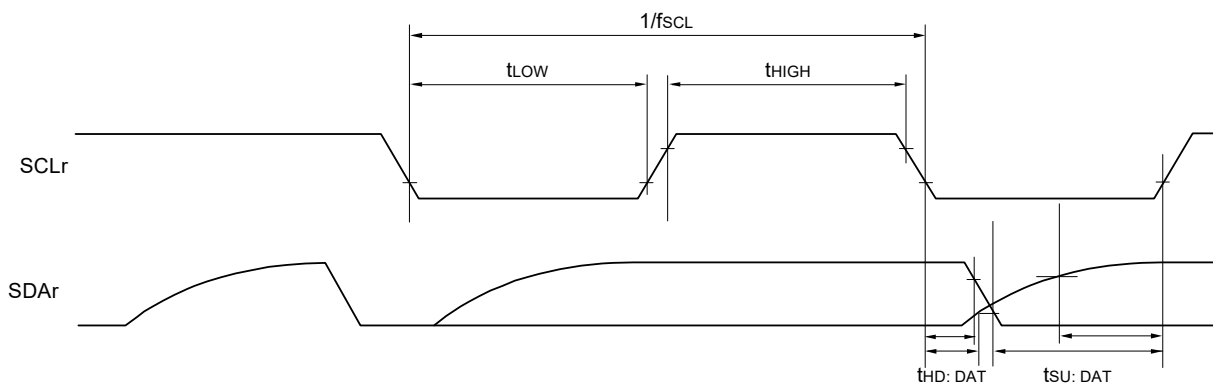 1/fSCL
tLOW
tHIGH
SCLr
SDAr
tHD: DAT
tSU: DAT